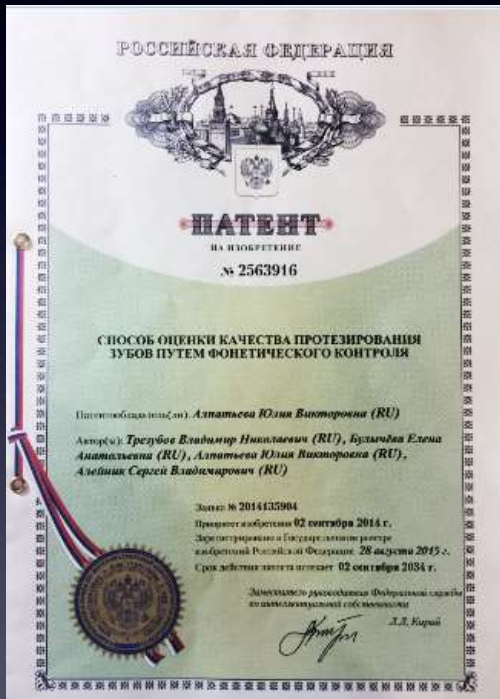 РОССИЙСКАЯ ФЕДЕРАЦИЯ
ПАТЕНТ
НА ИЗОБРЕТЕНИЕ
№ 2563916
СПОСОБ ОЦЕНКИ КАЧЕСТВА ПРОТЕЗИРОВАНИЯ
ЗУБОВ ПУТЕМ ФОНЕТИЧЕСКОГО КОНТРОЛЯ
Патентообладатель(ли): Алпатьева Юлия Викторовна (RU)
Автор(ы): Трезубов Владимир Николаевич (RU), Булычёва Елена
Анатольевна (RU), Алпатьева Юлия Викторовна (RU),
Алейник Сергей Владимирович (RU)
Заявка № 2014135904
Приоритет изобретения 02 сентября 2014 г.
Зарегистрировано в Государственном реестре
изобретений Российской Федерации 28 августа 2015 г.
Срок действия патента истекает 02 сентября 2034 г.
Заместитель руководителя Федеральной службы
по интеллектуальной собственности
Л.Л. Кирий